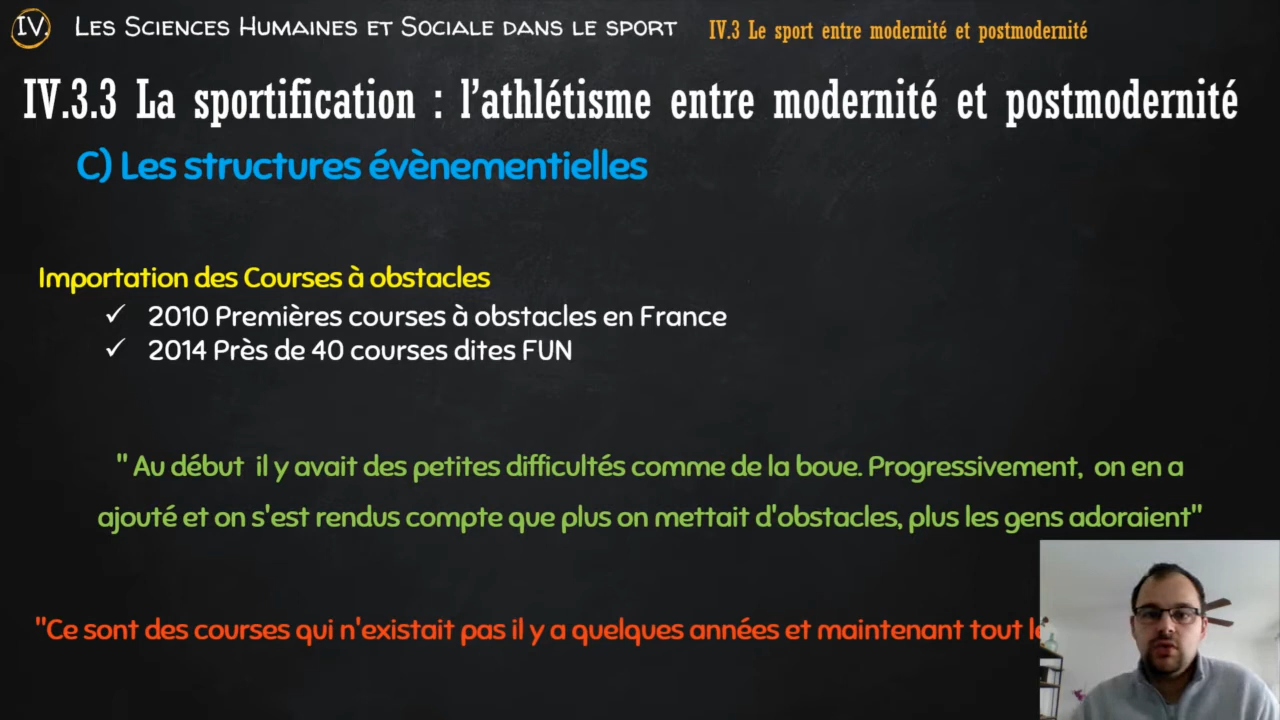 IV. Les Sciences Humaines et Sociale dans le sport IV.3 Le sport entre modernité et postmodernité
IV.3.3 La sportification : l'athlétisme entre modernité et postmodernité
C) Les structures évènementielles
Importation des Courses à obstacles
✓ 2010 Premières courses à obstacles en France
✓ 2014 Près de 40 courses dites FUN
" Au début il y avait des petites difficultés comme de la boue. Progressivement, on en a
ajouté et on s'est rendus compte que plus on mettait d'obstacles, plus les gens adoraient"
"Ce sont des courses qui n'existait pas il y a quelques années et maintenant tout